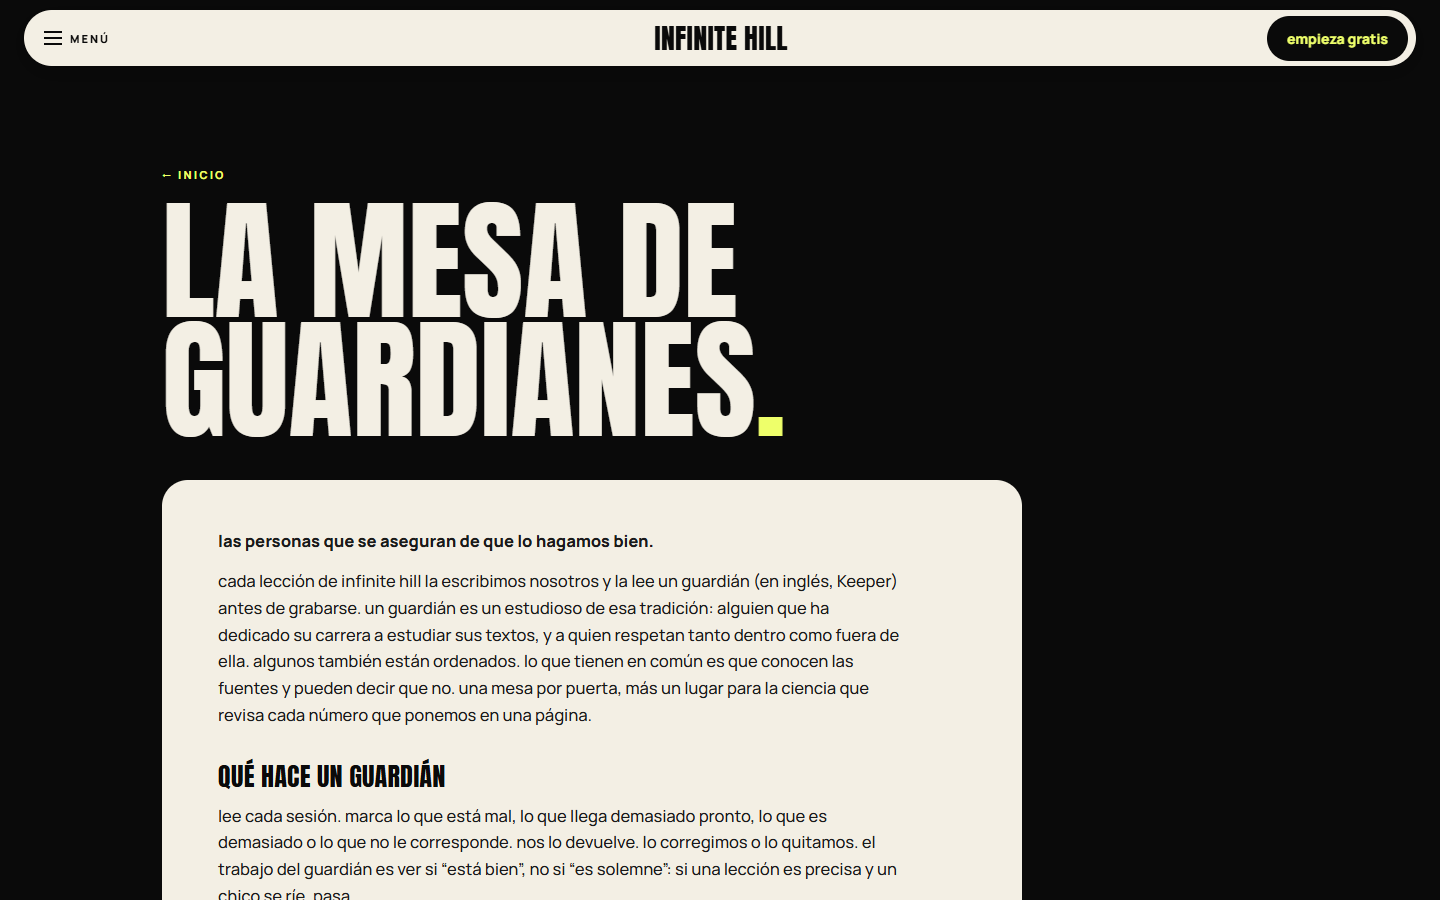 MENÚ
INFINITE HILL
empieza gratis
← INICIO
LA MESA DE
GUARDIANES.
las personas que se aseguran de que lo hagamos bien.
cada lección de infinite hill la escribimos nosotros y la lee un guardián (en inglés, Keeper)
antes de grabarse. un guardián es un estudioso de esa tradición: alguien que ha
dedicado su carrera a estudiar sus textos, y a quien respetan tanto dentro como fuera de
ella. algunos también están ordenados. lo que tienen en común es que conocen las
fuentes y pueden decir que no. una mesa por puerta, más un lugar para la ciencia que
revisa cada número que ponemos en una página.
QUÉ HACE UN GUARDIÁN
lee cada sesión. marca lo que está mal, lo que llega demasiado pronto, lo que es
demasiado o lo que no le corresponde. nos lo devuelve. lo corregimos o lo quitamos. el
trabajo del guardián es ver si “está bien”, no si “es solemne”: si una lección es precisa y un
chico se ríe, pasa.